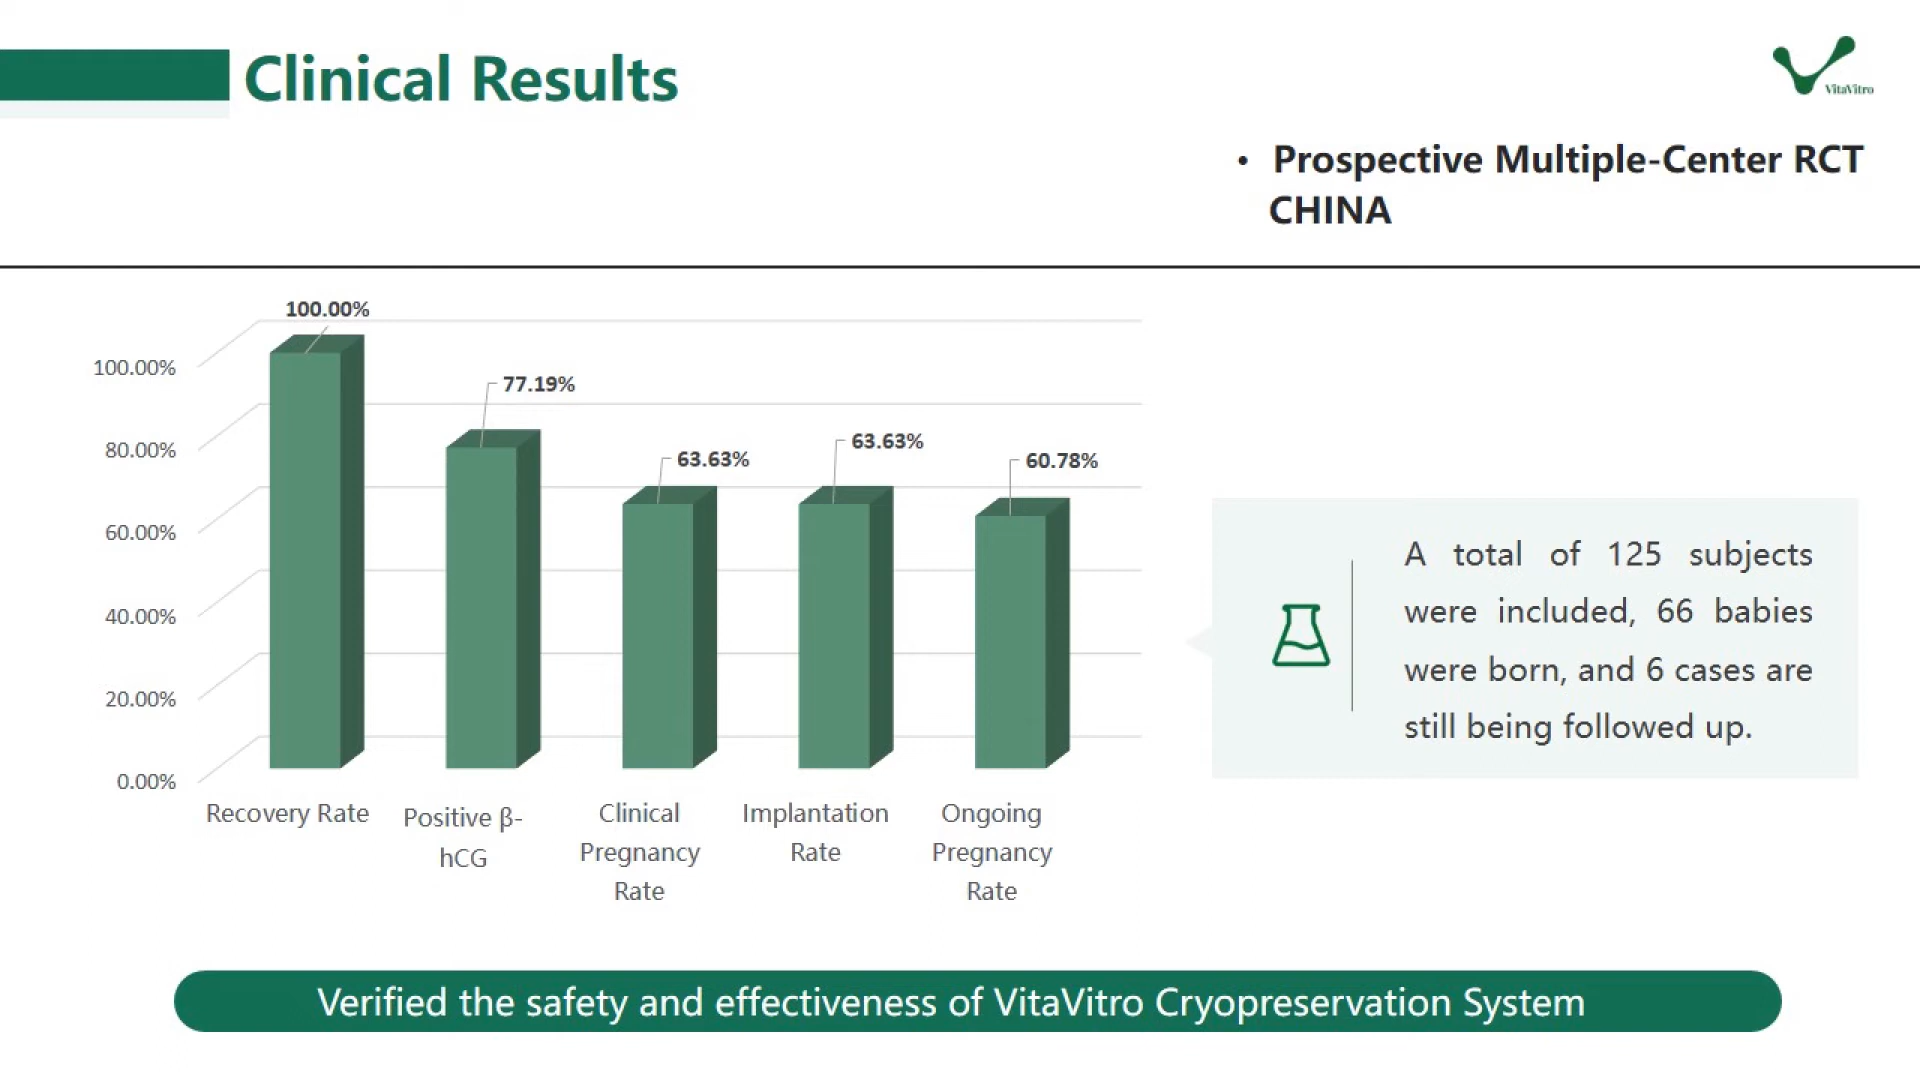 Clinical Results
VitaVitro
• Prospective Multiple-Center RCT
CHINA
100.00%
77.19%
63.63%
63.63%
60.78%
100.00%
80.00%
60.00%
40.00%
20.00%
0.00%
Recovery Rate
Positive β-
hCG
Clinical
Pregnancy
Rate
Implantation
Rate
Ongoing
Pregnancy
Rate
A total of 125 subjects
were included, 66 babies
were born, and 6 cases are
still being followed up.
Verified the safety and effectiveness of VitaVitro Cryopreservation System